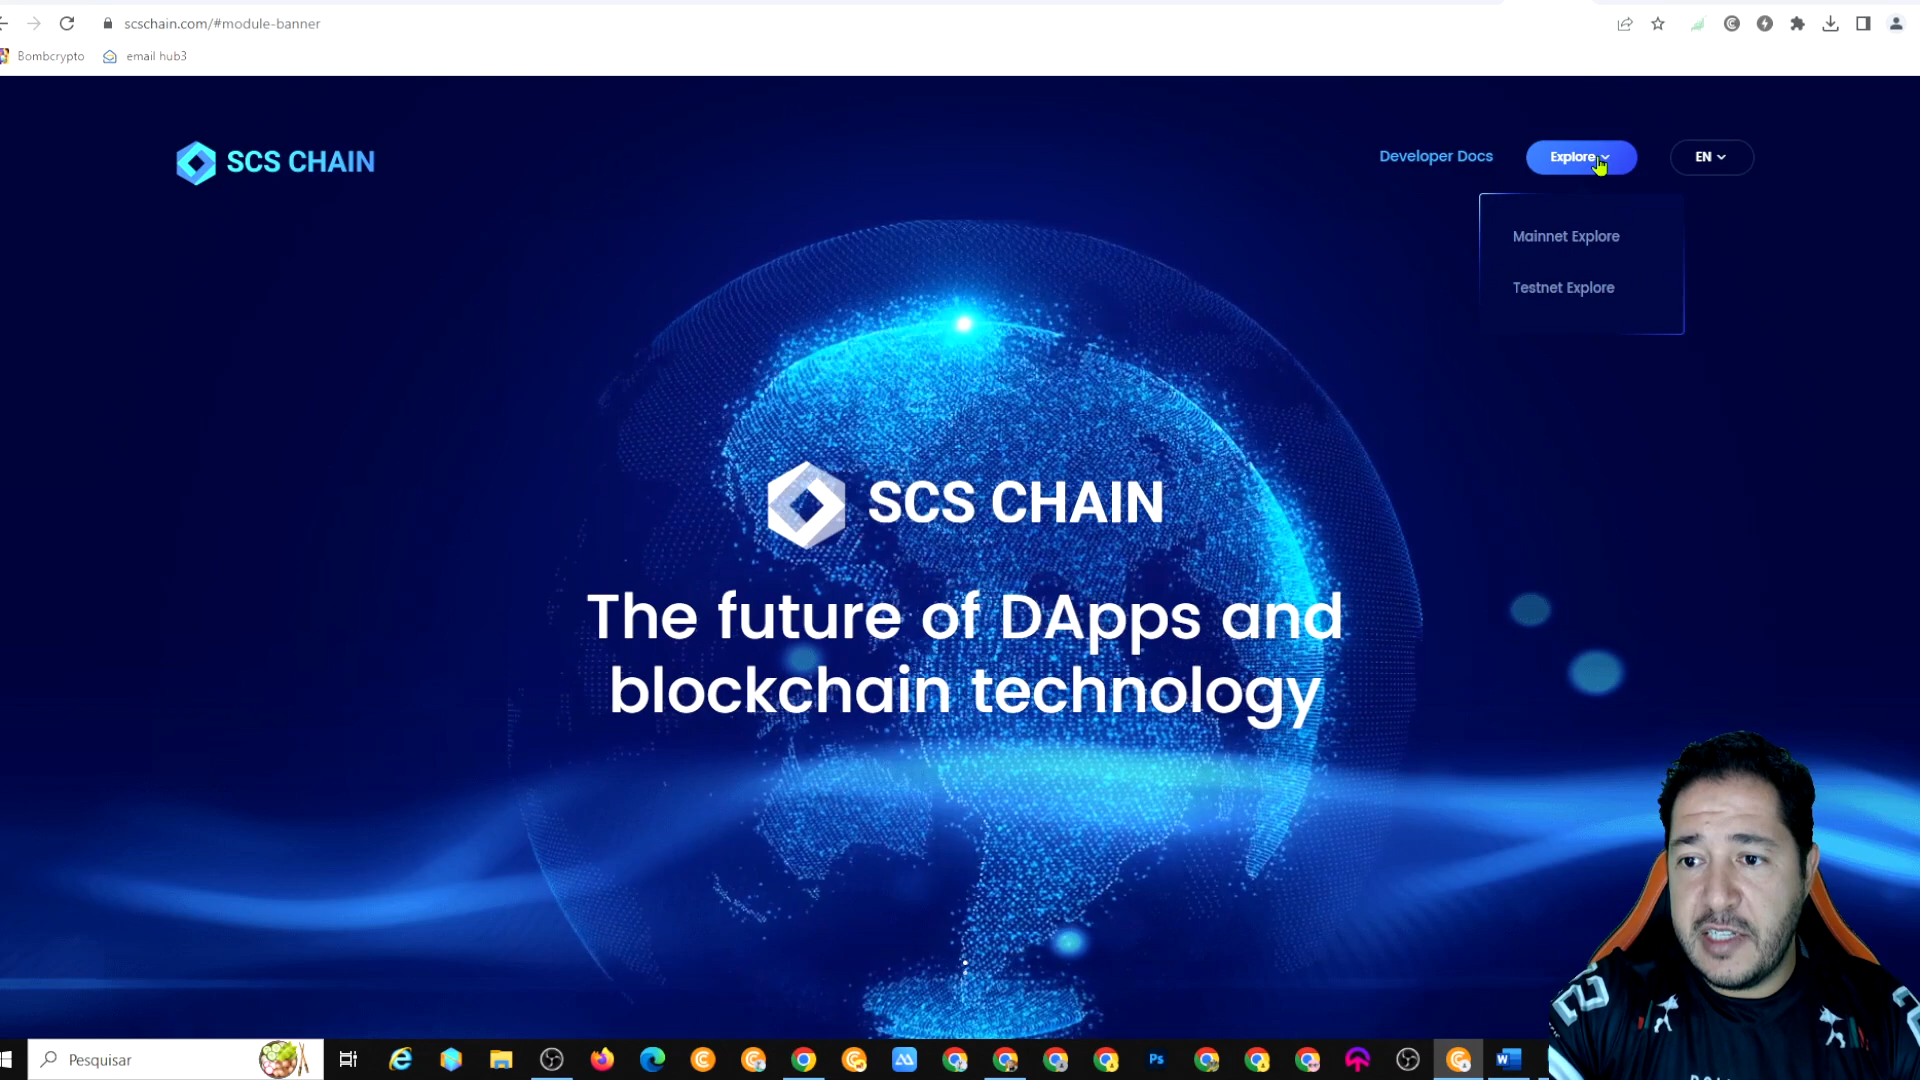 scschain.com/#module-banner
Bombcrypto
email hub3
SCS CHAIN
Developer Docs
Explore
EN
Mainnet Explore
Testnet Explore
SCS CHAIN
The future of DApps and
blockchain technology
Pesquisar
Ps